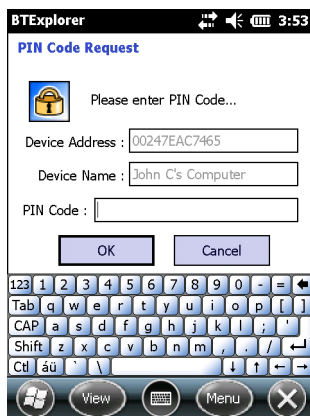 BTExplorer 3:53
PIN Code Request
Please enter PIN Code...
Device Address : 00247EAC7465
Device Name : John C's Computer
PIN Code :
OK Cancel
123 1 2 3 4 5 6 7 8 9 0 - =
Tab q w e r t y u i o p [ ]
CAP a s d f g h j k l ; '
Shift z x c v b n m , . /
Ctl áü ` \
View Menu